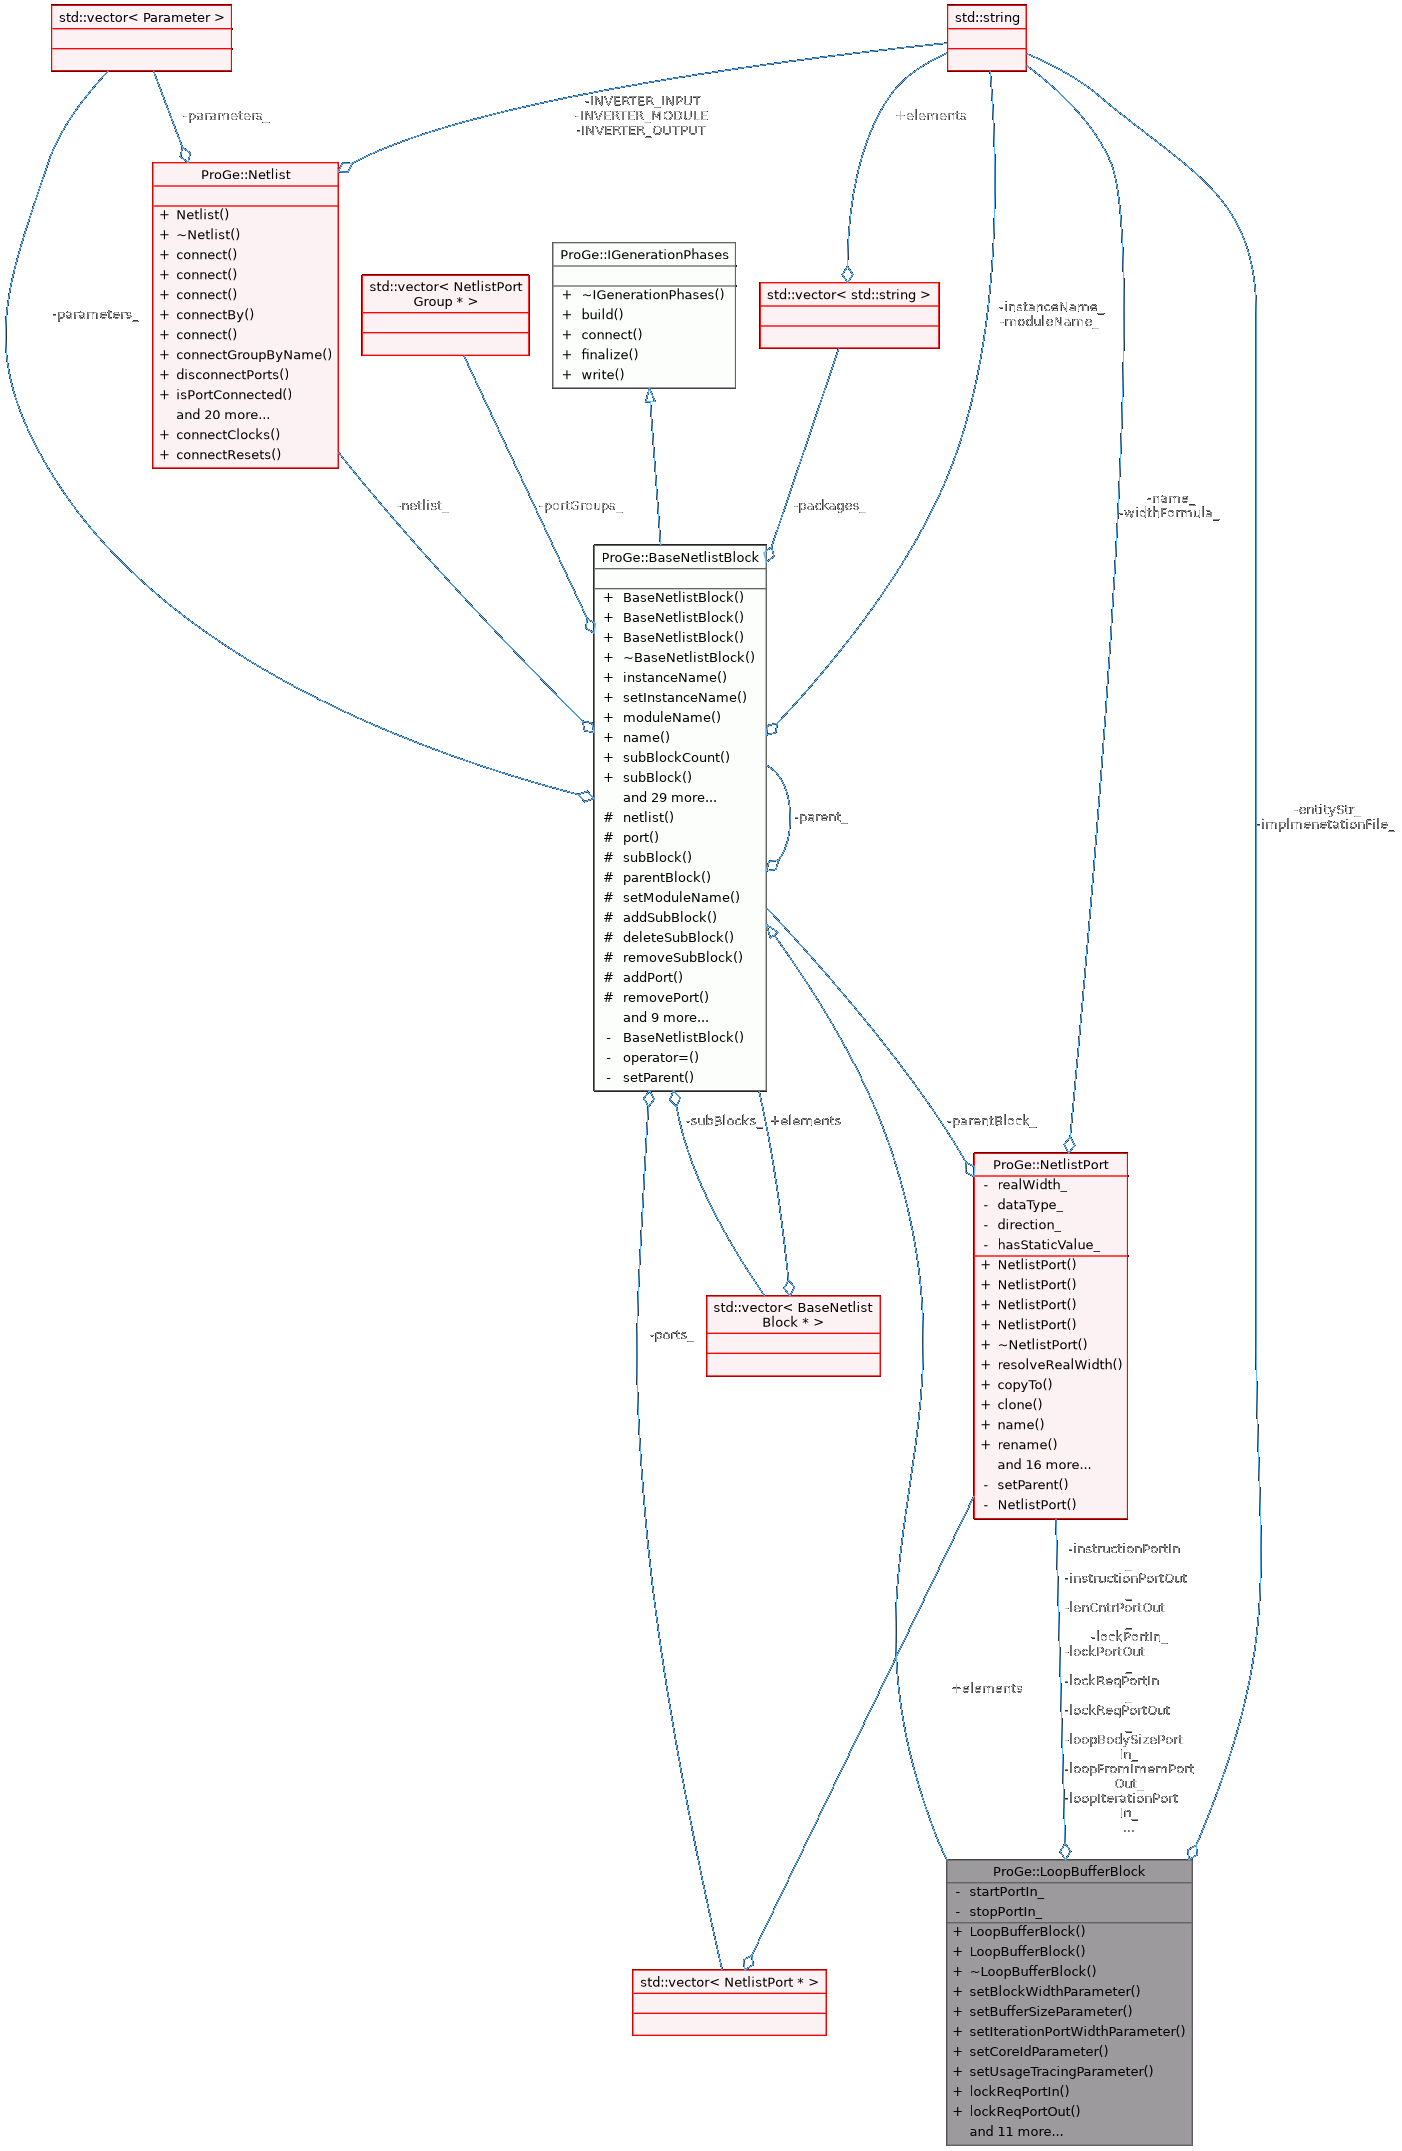 std::vector< Parameter >
std::string
-parameters_
-INVERTER_INPUT
-INVERTER_MODULE
-INVERTER_OUTPUT
+elements
ProGe::Netlist
+ Netlist()
+ ~Netlist()
+ connect()
+ connect()
+ connect()
+ connectBy()
+ connect()
+ connectGroupByName()
+ disconnectPorts()
+ isPortConnected()
and 20 more...
+ connectClocks()
+ connectResets()
-parameters_
std::vector< NetlistPort
Group * >
ProGe::IGenerationPhases
+ ~IGenerationPhases()
+ build()
+ connect()
+ finalize()
+ write()
std::vector< std::string >
-instanceName_
-moduleName_
-netlist_
-portGroups_
-packages_
-name_
-widthFormula_
ProGe::BaseNetlistBlock
+ BaseNetlistBlock()
+ BaseNetlistBlock()
+ BaseNetlistBlock()
+ ~BaseNetlistBlock()
+ instanceName()
+ setInstanceName()
+ moduleName()
+ name()
+ subBlockCount()
+ subBlock()
and 29 more...
# netlist()
# port()
# subBlock()
# parentBlock()
# setModuleName()
# addSubBlock()
# deleteSubBlock()
# removeSubBlock()
# addPort()
# removePort()
and 9 more...
- BaseNetlistBlock()
- operator=()
- setParent()
-parent_
-entityStr_
-implmenetationFile_
-subBlocks_
+elements
-parentBlock_
ProGe::NetlistPort
- realWidth_
- dataType_
- direction_
- hasStaticValue_
+ NetlistPort()
+ NetlistPort()
+ NetlistPort()
+ NetlistPort()
+ ~NetlistPort()
+ resolveRealWidth()
+ copyTo()
+ clone()
+ name()
+ rename()
and 16 more...
- setParent()
- NetlistPort()
std::vector< BaseNetlist
Block * >
-ports_
-instructionPortIn
_
-instructionPortOut
_
-lenCntrPortOut
_
-lockPortIn_
-lockPortOut
_
-lockReqPortIn
_
-lockReqPortOut
_
-loopBodySizePort
In_
-loopFromImemPort
Out_
-loopIterationPort
In_
...
+elements
ProGe::LoopBufferBlock
- startPortIn_
- stopPortIn_
+ LoopBufferBlock()
+ LoopBufferBlock()
+ ~LoopBufferBlock()
+ setBlockWidthParameter()
+ setBufferSizeParameter()
+ setIterationPortWidthParameter()
+ setCoreIdParameter()
+ setUsageTracingParameter()
+ lockReqPortIn()
+ lockReqPortOut()
and 11 more...
std::vector< NetlistPort * >